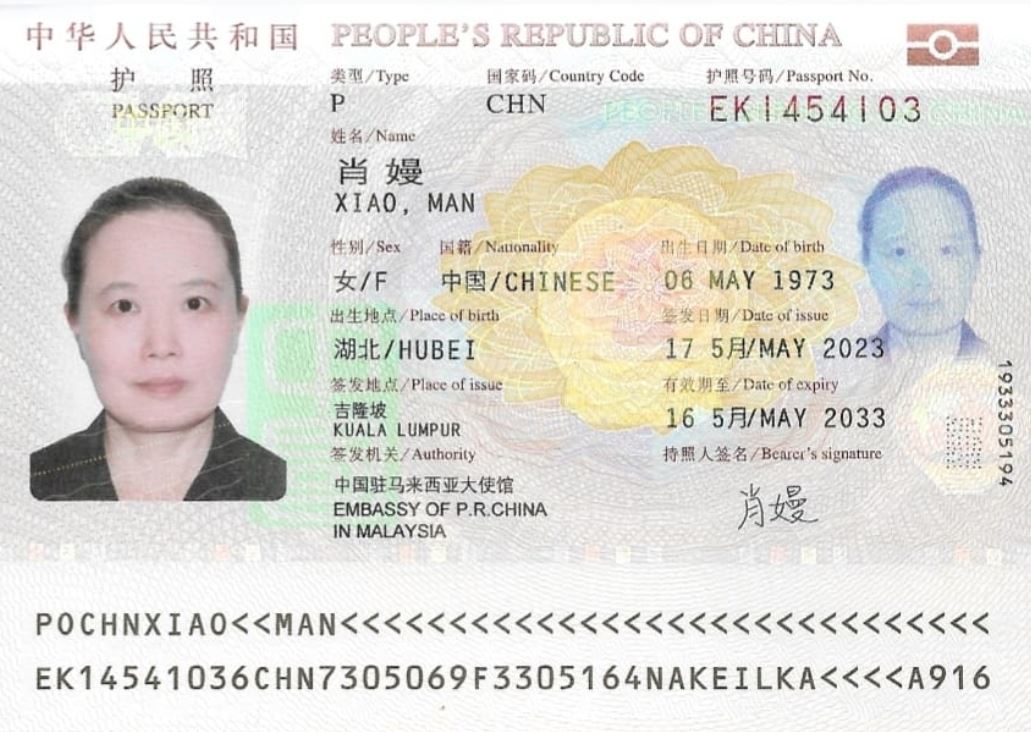 中华人民共和国 PEOPLE'S REPUBLIC OF CHINA
护 照
PASSPORT
类型/Type 国家码/Country Code 护照号码/Passport No.
P CHN EK1454103
姓名/Name
肖嫚
XIAO, MAN
性别/Sex 国籍/Nationality 出生日期/Date of birth
女/F 中国/CHINESE 06 MAY 1973
出生地点/Place of birth 签发日期/Date of issue
湖北/HUBEI 17 5月/MAY 2023
签发地点/Place of issue 有效期至/Date of expiry
吉隆坡
KUALA LUMPUR 16 5月/MAY 2033
签发机关/Authority 持照人签名/Bearer's signature
中国驻马来西亚大使馆
EMBASSY OF P.R.CHINA
IN MALAYSIA
肖嫚
1933305194
POCHNXIAO<<MAN<<<<<<<<<<<<<<<<<<<<<<<<<<<<<<
EK14541036CHN7305069F3305164NAKEILKA<<<<A916